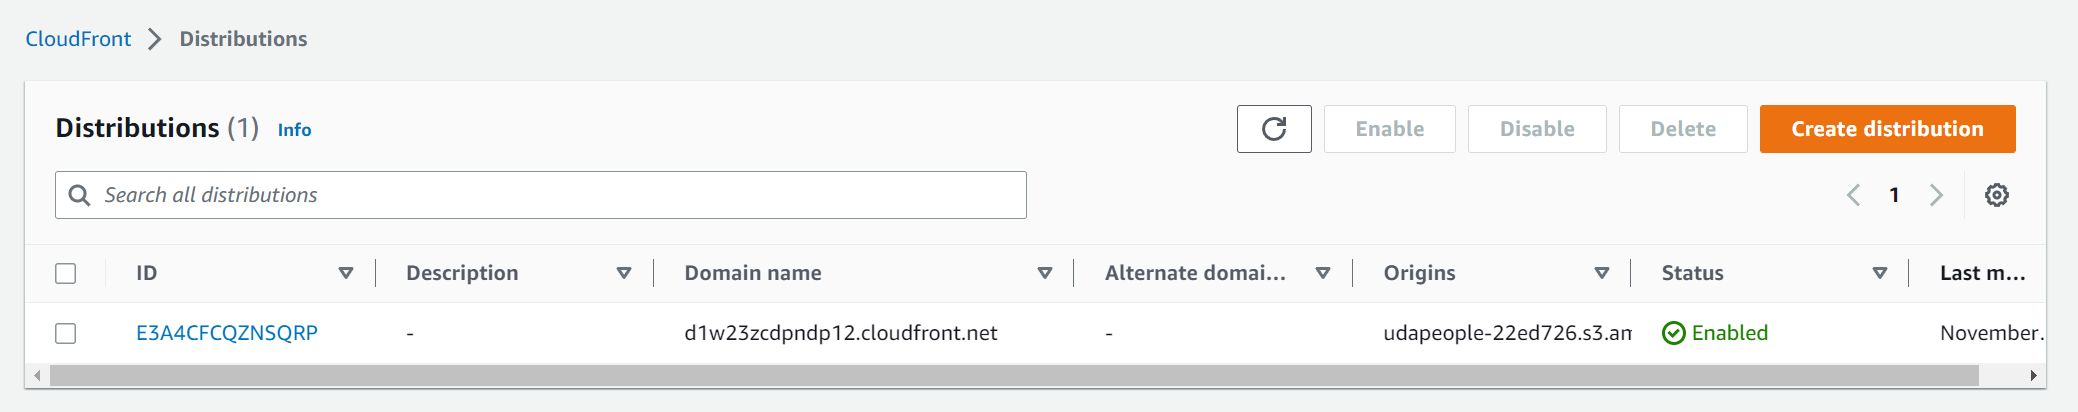 CloudFront > Distributions
Distributions (1) Info
Enable Disable Delete Create distribution
Search all distributions
1
ID Description Domain name Alternate domai... Origins Status Last m...
E3A4CFCQZNSQRP - d1w23zcdpndp12.cloudfront.net - udapeople-22ed726.s3.am Enabled November.